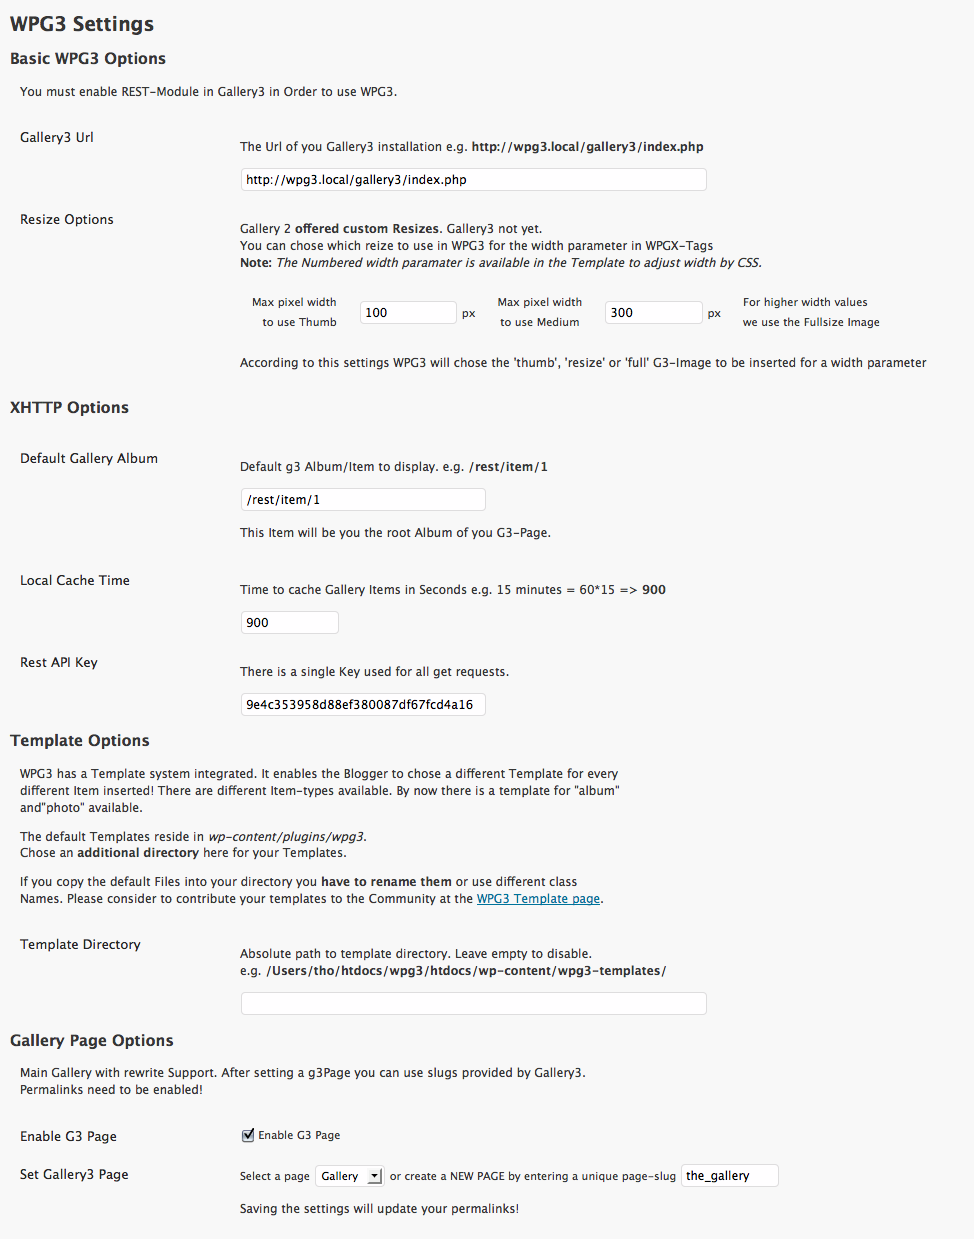 WPG3 Settings
Basic WPG3 Options
You must enable REST-Module in Gallery3 in Order to use WPG3.
Gallery3 Url
The Url of you Gallery3 installation e.g. http://wpg3.local/gallery3/index.php
http://wpg3.local/gallery3/index.php
Resize Options
Gallery 2 offered custom Resizes. Gallery3 not yet.
You can chose which reize to use in WPG3 for the width parameter in WPGX-Tags
Note: The Numbered width paramater is available in the Template to adjust width by CSS.
Max pixel width
to use Thumb
100 px
Max pixel width
to use Medium
300 px
For higher width values
we use the Fullsize Image
According to this settings WPG3 will chose the 'thumb', 'resize' or 'full' G3-Image to be inserted for a width parameter
XHTTP Options
Default Gallery Album
Default g3 Album/Item to display. e.g. /rest/item/1
/rest/item/1
This Item will be you the root Album of you G3-Page.
Local Cache Time
Time to cache Gallery Items in Seconds e.g. 15 minutes = 60*15 => 900
900
Rest API Key
There is a single Key used for all get requests.
9e4c353958d88ef380087df67fcd4a16
Template Options
WPG3 has a Template system integrated. It enables the Blogger to chose a different Template for every
different Item inserted! There are different Item-types available. By now there is a template for "album"
and"photo" available.
The default Templates reside in wp-content/plugins/wpg3.
Chose an additional directory here for your Templates.
If you copy the default Files into your directory you have to rename them or use different class
Names. Please consider to contribute your templates to the Community at the WPG3 Template page.
Template Directory
Absolute path to template directory. Leave empty to disable.
e.g. /Users/tho/htdocs/wpg3/htdocs/wp-content/wpg3-templates/
Gallery Page Options
Main Gallery with rewrite Support. After setting a g3Page you can use slugs provided by Gallery3.
Permalinks need to be enabled!
Enable G3 Page
Enable G3 Page
Set Gallery3 Page
Select a page Gallery or create a NEW PAGE by entering a unique page-slug the_gallery
Saving the settings will update your permalinks!